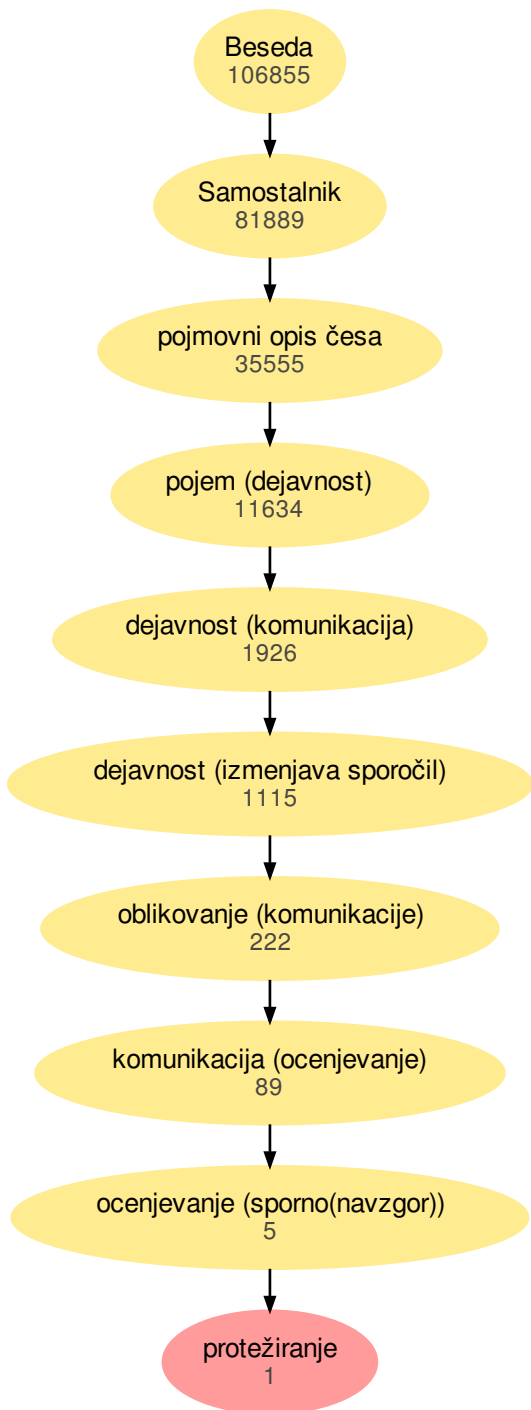 Beseda
106855
Samostalnik
81889
pojmovni opis česa
35555
pojem (dejavnost)
11634
dejavnost (komunikacija)
1926
dejavnost (izmenjava sporočil)
1115
oblikovanje (komunikacije)
222
komunikacija (ocenjevanje)
89
ocenjevanje (sporno(navzgor))
5
protežiranje
1